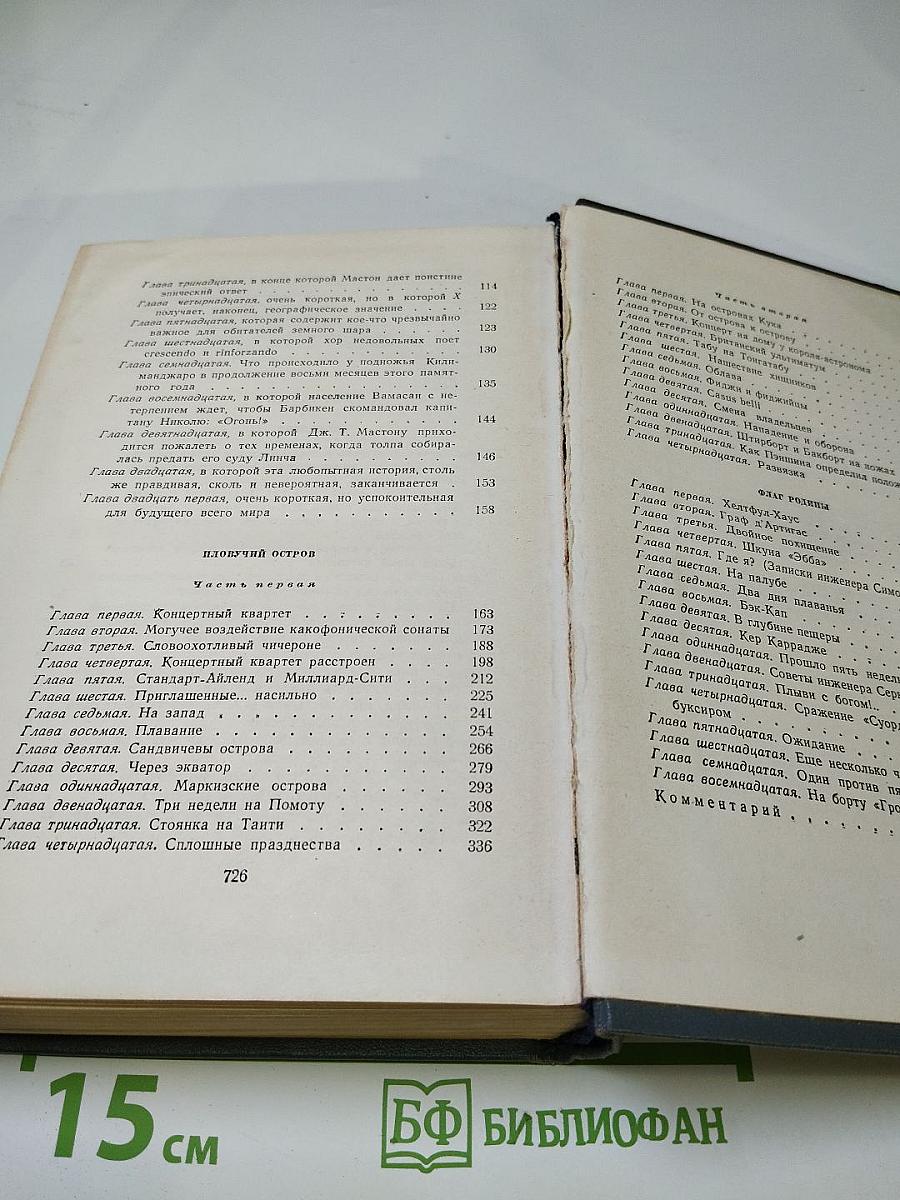 Глава тринадцатая, в конце которой Мастон дает поистине
эпический ответ . . . . . . . . . . . . . 114
Глава четырнадцатая, очень короткая, но в которой X
получает, наконец, географическое значение . . . . 122
Глава пятнадцатая, которая содержит кое-что чрезвычайно
важное для обитателей земного шара . . . . . . . 123
Глава шестнадцатая, в которой хор недовольных поет
crescendo и rinforzando . . . . . . . . . . . 130
Глава семнадцатая. Что происходило у подножья Кили-
манджаро в продолжение восьми месяцев этого памят-
ного года . . . . . . . . . . . . . . 135
Глава восемнадцатая, в которой население Вамасаи с не-
терпением ждет, чтобы Барбикен скомандовал капи-
тану Николю: «Огонь!» . . . . . . . . . . . 144
Глава девятнадцатая, в которой Дж. Т. Мастону прихо-
дится пожалеть о тех временах, когда толпа собира-
лась предать его суду Линча . . . . . . . . . 146
Глава двадцатая, в которой эта любопытная история, столь
же правдивая, сколь и невероятная, заканчивается . 153
Глава двадцать первая, очень короткая, но успокоительная
для будущего всего мира . . . . . . . . . . . 158
ПЛОВУЧИЙ ОСТРОВ
Часть первая
Глава первая. Концертный квартет . . . . . . . . 163
Глава вторая. Могучее воздействие какофонической сонаты 173
Глава третья. Словоохотливый чичероне . . . . . . . 188
Глава четвертая. Концертный квартет расстроен . . . . 198
Глава пятая. Стандарт-Айленд и Миллиард-Сити . . . 212
Глава шестая. Приглашенные... насильно . . . . . . 225
Глава седьмая. На запад . . . . . . . . . . . . 241
Глава восьмая. Плавание . . . . . . . . . . . . 254
Глава девятая. Сандвичевы острова . . . . . . . . 266
Глава десятая. Через экватор . . . . . . . . . . 279
Глава одиннадцатая. Маркизские острова . . . . . . 293
Глава двенадцатая. Три недели на Помоту . . . . . 308
Глава тринадцатая. Стоянка на Таити . . . . . . . . 322
Глава четырнадцатая. Сплошные празднества . . . . . 336
726
Часть вторая
Глава первая. На островах Кука
Глава вторая. От острова к острову
Глава третья. Концерт на дому у короля-астронома
Глава четвертая. Британский ультиматум
Глава пятая. Табу на Тонгатабу
Глава шестая. Нашествие хищников
Глава седьмая. Облава
Глава восьмая. Фиджи и фиджийцы
Глава девятая. Casus belli
Глава десятая. Смена владельцев
Глава одиннадцатая. Нападение и оборона
Глава двенадцатая. Штирборт и Бакборт на ножах
Глава тринадцатая. Как Пэншина определил полож
Глава четырнадцатая. Развязка
ФЛАГ РОДИНЫ
Глава первая. Хелтфул-Хаус
Глава вторая. Граф д'Артигас
Глава третья. Двойное похищение
Глава четвертая. Шкуна «Эбба»
Глава пятая. Где я? (Записки инженера Симо
Глава шестая. На палубе
Глава седьмая. Два дня плаванья
Глава восьмая. Бэк-Кап
Глава девятая. В глубине пещеры
Глава десятая. Кер Каррадже
Глава одиннадцатая. Прошло пять недель
Глава двенадцатая. Советы инженера Серк
Глава тринадцатая. Плыви с богом!..
Глава четырнадцатая. Сражение «Суорд
буксиром
Глава пятнадцатая. Ожидание
Глава шестнадцатая. Еще несколько ч
Глава семнадцатая. Один против пя
Глава восемнадцатая. На борту «Гро
Комментарий
15 см
БФ БИБЛИОФАН